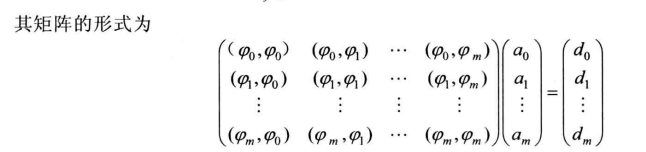 其矩阵的形式为
(φ₀,φ₀) (φ₀,φ₁) ⋯ (φ₀,φₘ) a₀ d₀
(φ₁,φ₀) (φ₁,φ₁) ⋯ (φ₁,φₘ) a₁ = d₁
⋮ ⋮ ⋮ ⋮ ⋮ ⋮
(φₘ,φ₀) (φₘ,φ₁) ⋯ (φₘ,φₘ) aₘ dₘ